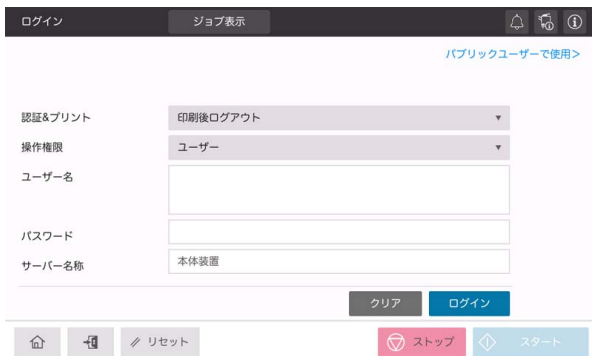 ログイン ジョブ表示
パブリックユーザーで使用>
認証&プリント 印刷後ログアウト
操作権限 ユーザー
ユーザー名
パスワード
サーバー名称 本体装置
クリア ログイン
リセット ストップ スタート